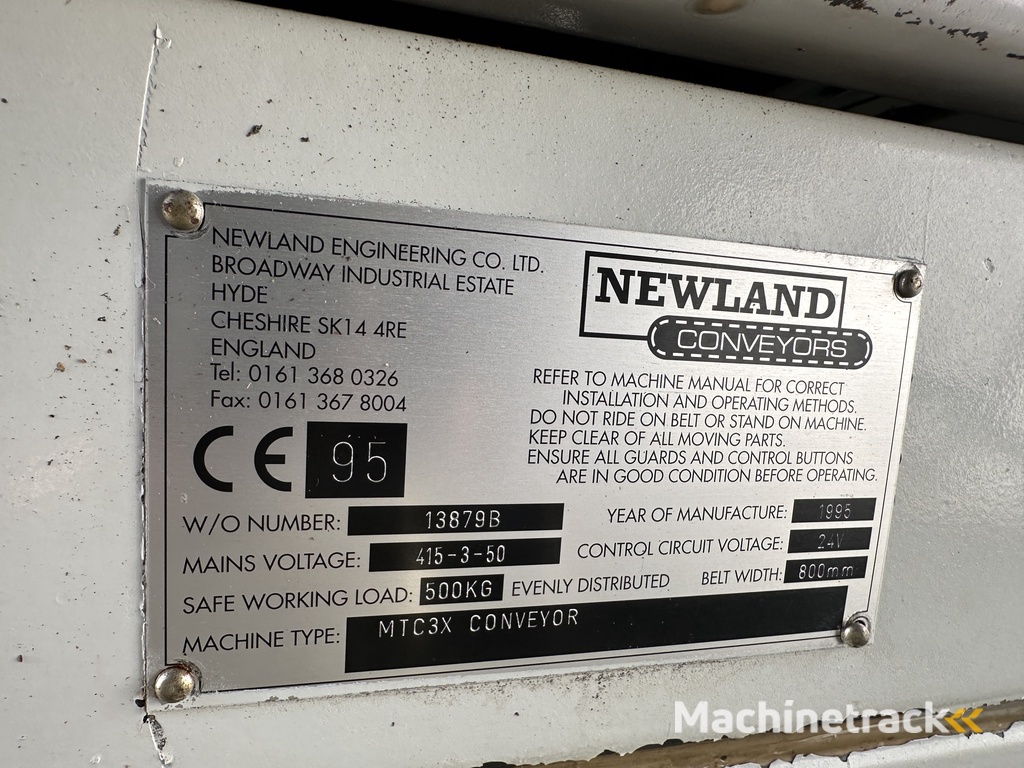 NEWLAND ENGINEERING CO. LTD.
BROADWAY INDUSTRIAL ESTATE
HYDE
CHESHIRE SK14 4RE
ENGLAND
Tel: 0161 368 0326
Fax: 0161 367 8004
CE 95
NEWLAND
CONVEYORS
REFER TO MACHINE MANUAL FOR CORRECT
INSTALLATION AND OPERATING METHODS.
DO NOT RIDE ON BELT OR STAND ON MACHINE.
KEEP CLEAR OF ALL MOVING PARTS.
ENSURE ALL GUARDS AND CONTROL BUTTONS
ARE IN GOOD CONDITION BEFORE OPERATING.
W/O NUMBER: 13879B YEAR OF MANUFACTURE: 1995
MAINS VOLTAGE: 415-3-50 CONTROL CIRCUIT VOLTAGE: 24V
SAFE WORKING LOAD: 500KG EVENLY DISTRIBUTED BELT WIDTH: 800mm
MACHINE TYPE: MTC3X CONVEYOR
Machinetrack